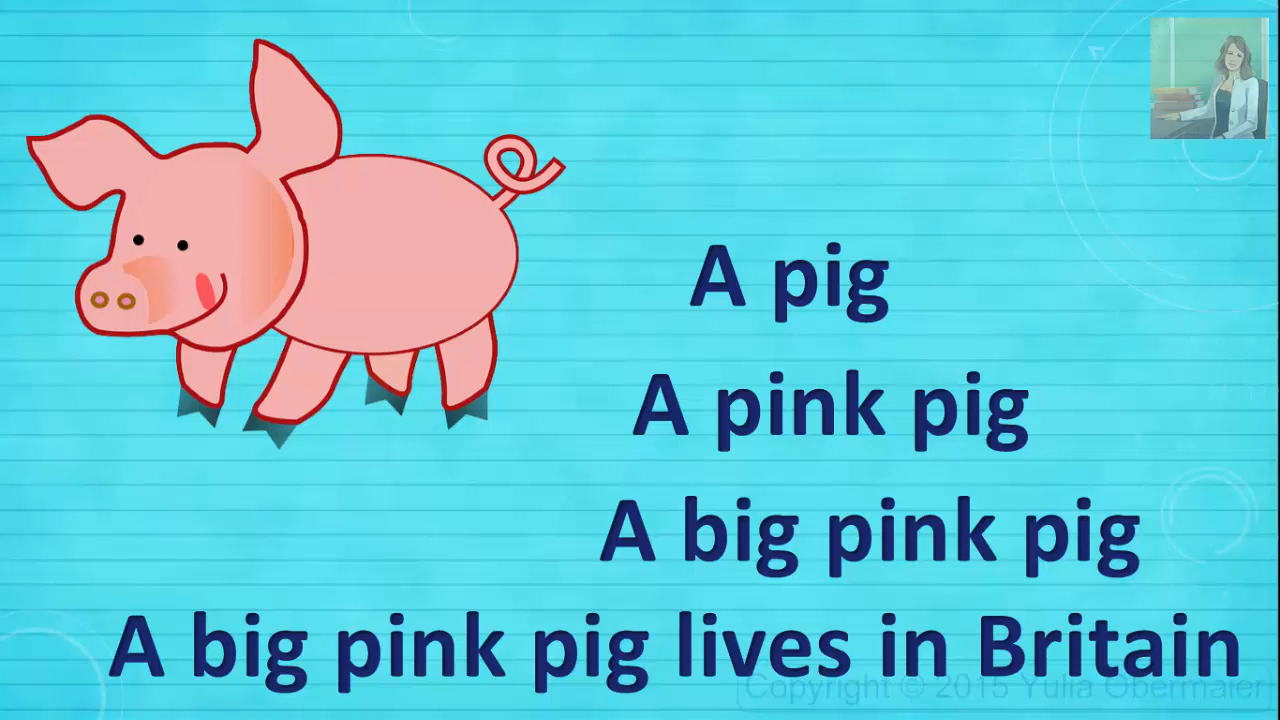 A pig
A pink pig
A big pink pig
A big pink pig lives in Britain
Copyright © 2015 Yulia Obermaier